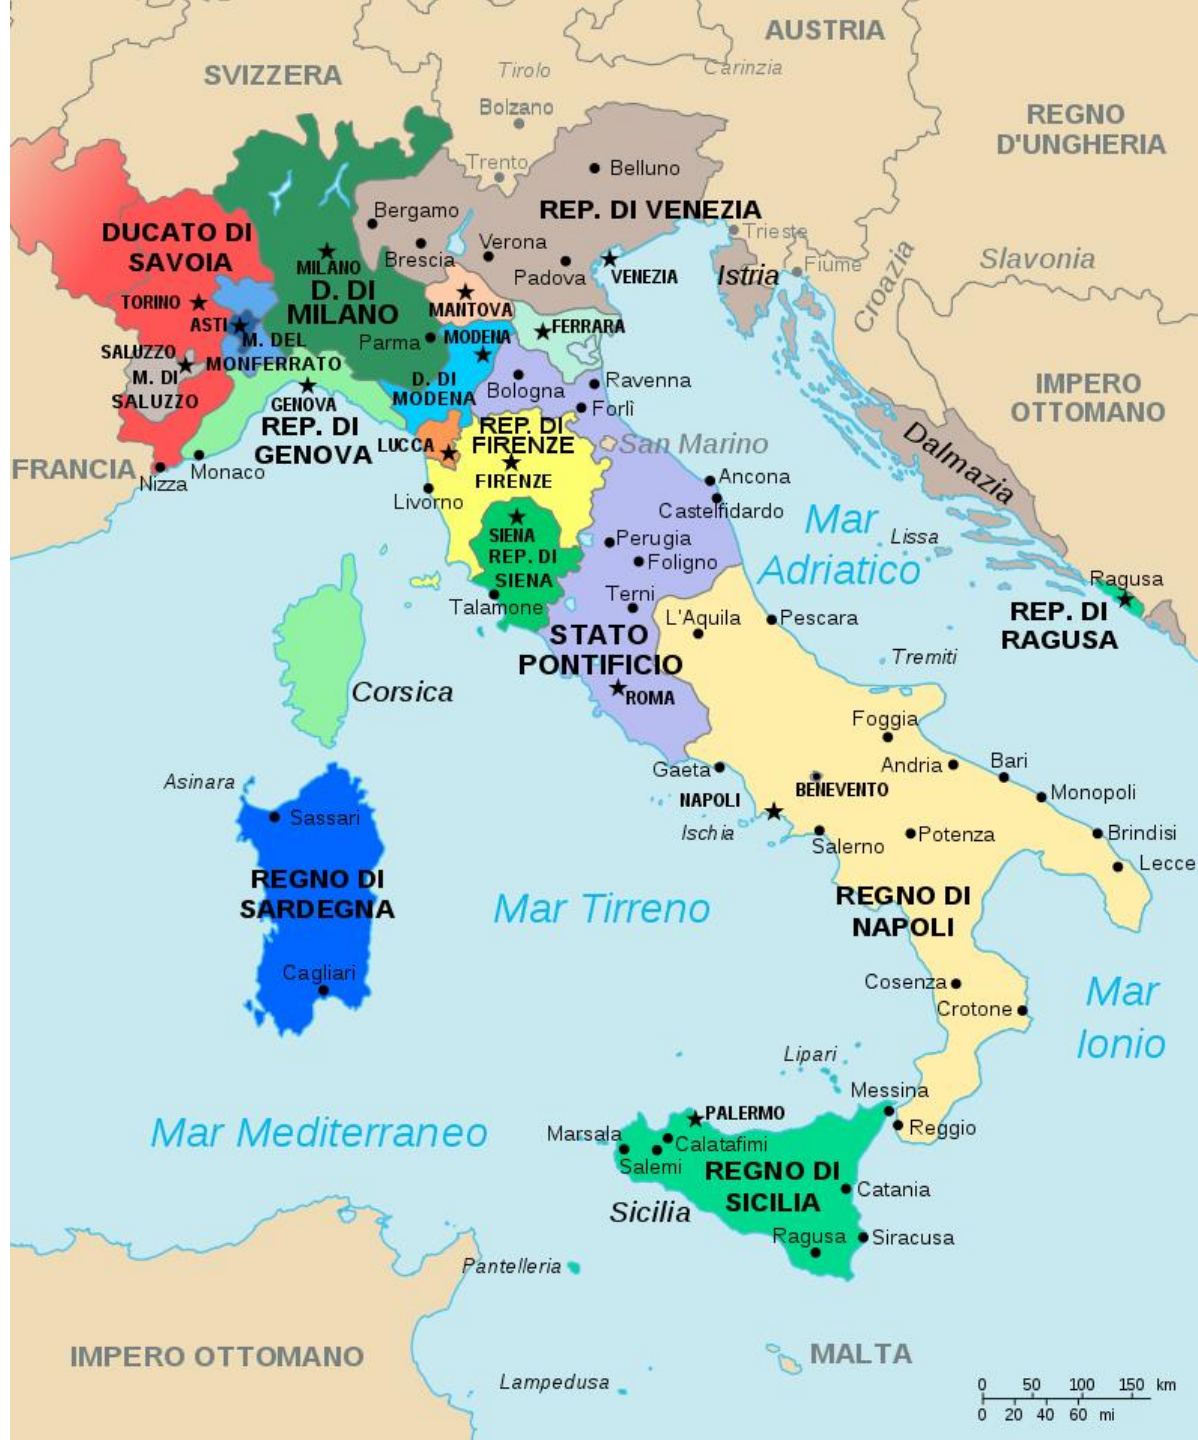 AUSTRIA
SVIZZERA
Tirolo
Carinzia
Bolzano
REGNO
D'UNGHERIA
Trento
Belluno
Bergamo
REP. DI VENEZIA
DUCATO DI
SAVOIA
Trieste
Brescia
Verona
Padova
VENEZIA
Istria
Fiume
Croazia
Slavonia
MILANO
D. DI
MILANO
TORINO
MANTOVA
ASTI
M. DEL
MONFERRATO
Parma
MODENA
FERRARA
SALUZZO
M. DI
SALUZZO
D. DI
MODENA
Bologna
Ravenna
IMPERO
OTTOMANO
GENOVA
REP. DI
GENOVA
Forlì
LUCCA
REP. DI
FIRENZE
FIRENZE
San Marino
Dalmazia
FRANCIA
Nizza
Monaco
Livorno
Ancona
Castelfidardo
Mar
Adriatico
Lissa
SIENA
REP. DI
SIENA
Perugia
Foligno
Talamone
Terni
Ragusa
REP. DI
RAGUSA
L'Aquila
Pescara
STATO
PONTIFICIO
Tremiti
ROMA
Corsica
Foggia
Gaeta
Andria
Bari
Asinara
NAPOLI
BENEVENTO
Monopoli
Ischia
Sassari
Salerno
Potenza
Brindisi
Lecce
REGNO DI
SARDEGNA
Mar Tirreno
REGNO DI
NAPOLI
Cagliari
Cosenza
Crotone
Mar
Ionio
Lipari
Messina
Mar Mediterraneo
PALERMO
Marsala
Calatafimi
Salemi
Reggio
REGNO DI
SICILIA
Sicilia
Catania
Ragusa
Siracusa
Pantelleria
IMPERO OTTOMANO
MALTA
Lampedusa
0 50 100 150 km
0 20 40 60 mi